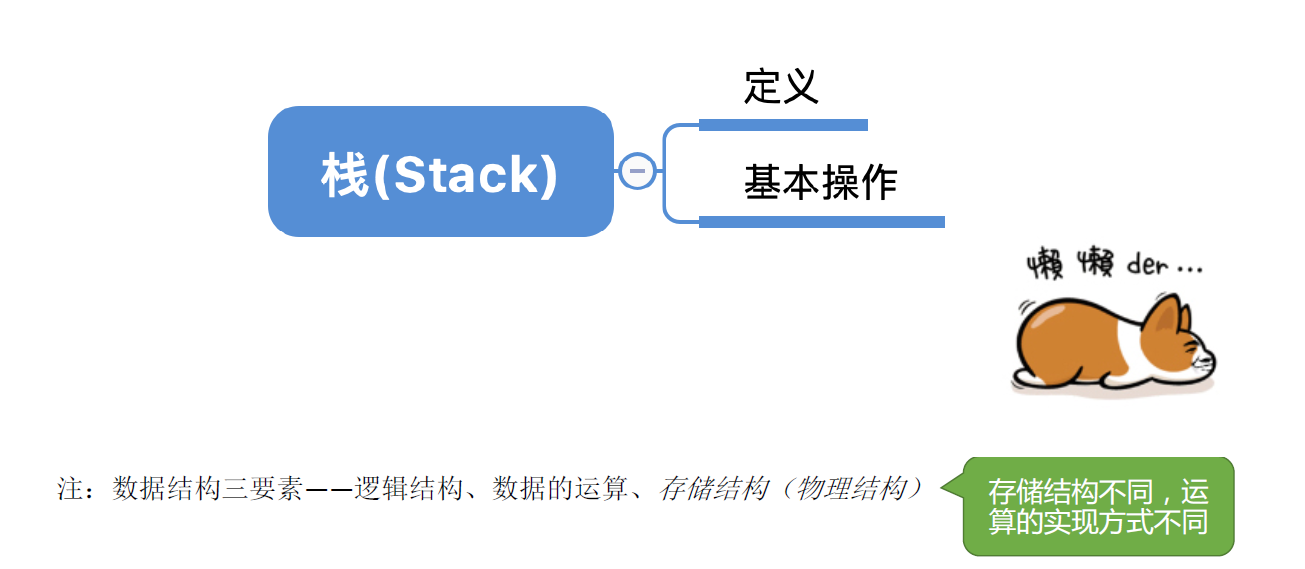 定义
栈(Stack)
基本操作
懒 懒 der...
注：数据结构三要素——逻辑结构、数据的运算、存储结构（物理结构）
存储结构不同，运
算的实现方式不同